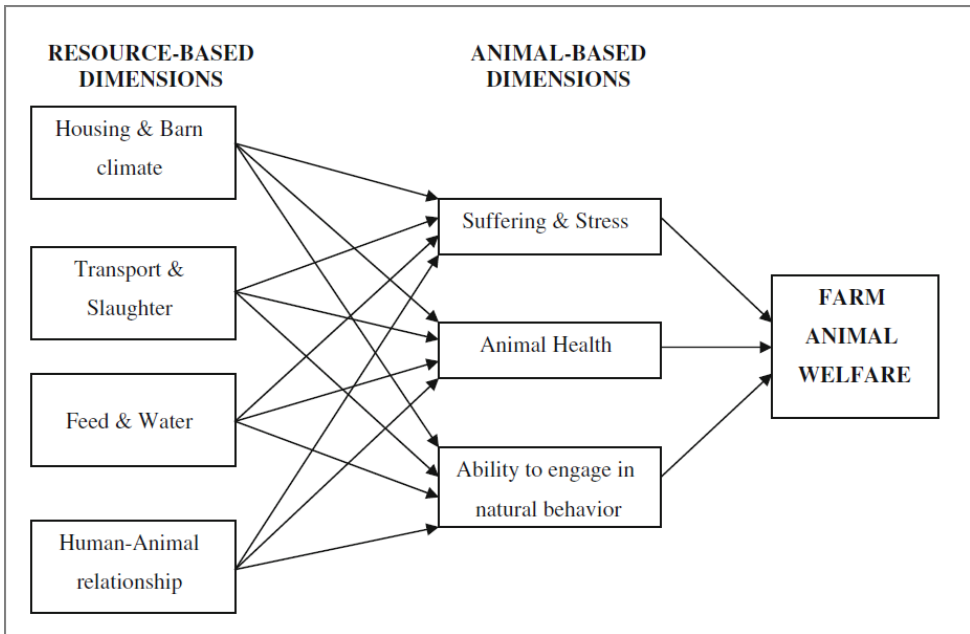 RESOURCE-BASED
DIMENSIONS
Housing & Barn
climate
Transport &
Slaughter
Feed & Water
Human-Animal
relationship
ANIMAL-BASED
DIMENSIONS
Suffering & Stress
Animal Health
Ability to engage in
natural behavior
FARM
ANIMAL
WELFARE